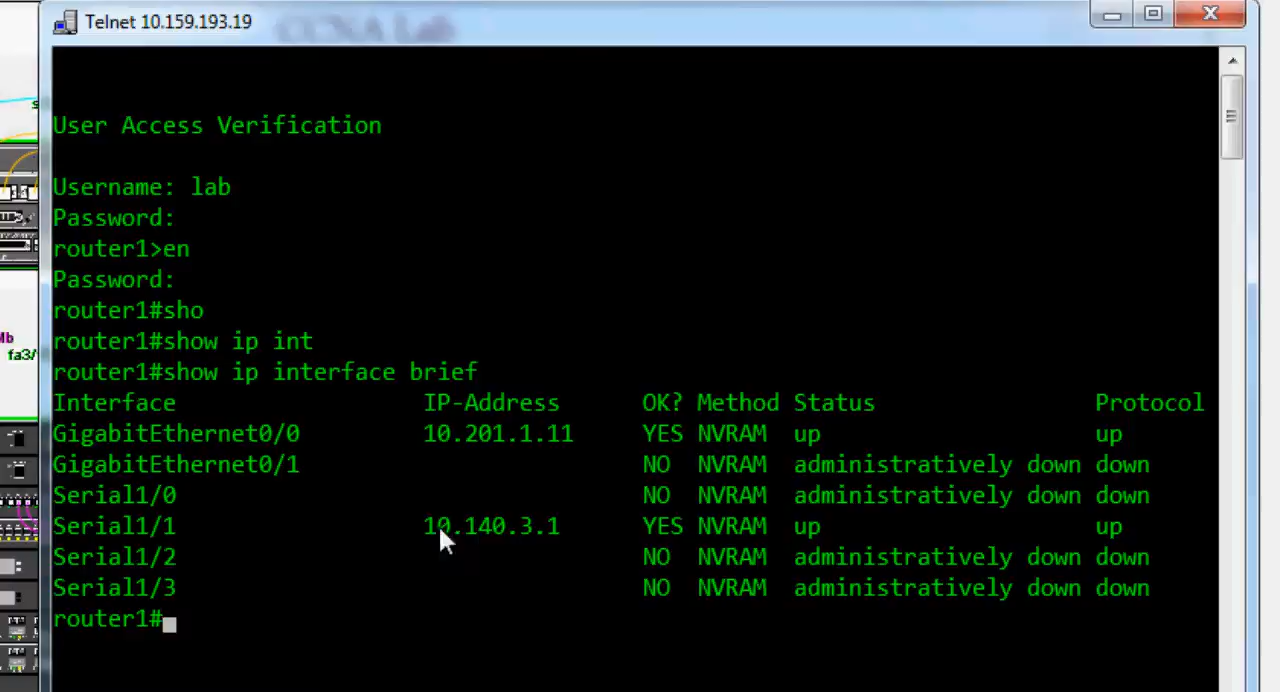 Telnet 10.159.193.19
CCNA Lab
User Access Verification
Username: lab
Password:
router1>en
Password:
router1#sho
router1#show ip int
router1#show ip interface brief
Interface IP-Address OK? Method Status Protocol
GigabitEthernet0/0 10.201.1.11 YES NVRAM up up
GigabitEthernet0/1 NO NVRAM administratively down down
Serial1/0 NO NVRAM administratively down down
Serial1/1 10.140.3.1 YES NVRAM up up
Serial1/2 NO NVRAM administratively down down
Serial1/3 NO NVRAM administratively down down
router1#
fa3/